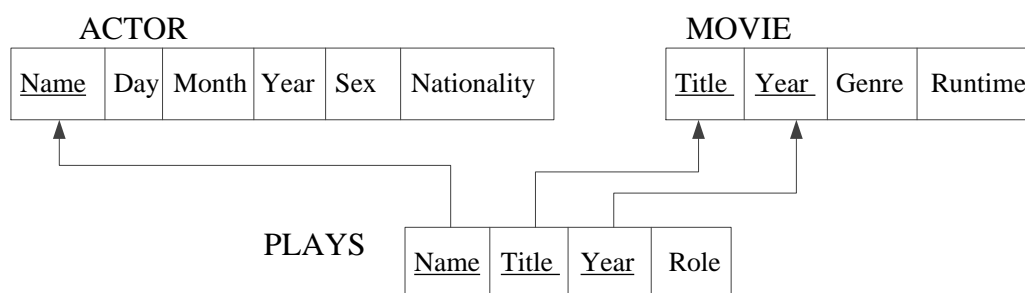 ACTOR MOVIE
Name Day Month Year Sex Nationality Title Year Genre Runtime
PLAYS Name Title Year Role